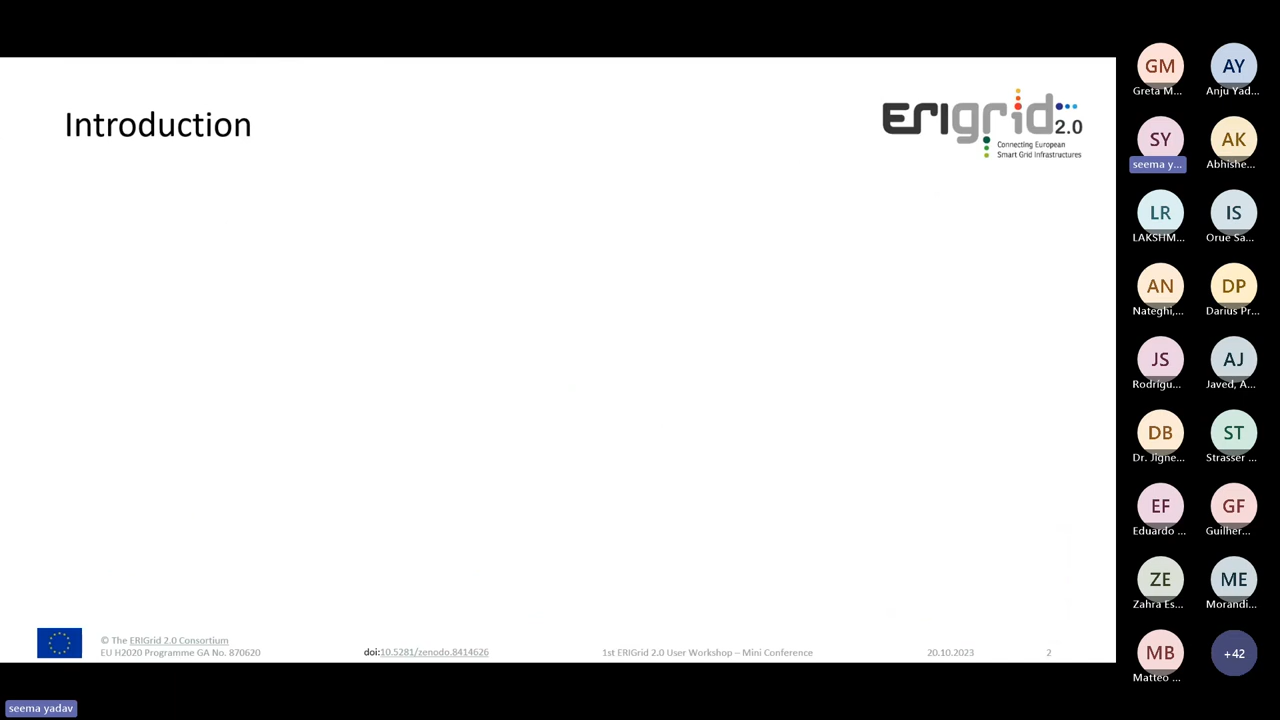 Introduction
ERIgrid 2.0
Connecting European
Smart Grid Infrastructures
© The ERIGrid 2.0 Consortium
EU H2020 Programme GA No. 870620
doi:10.5281/zenodo.8414626
1st ERIGrid 2.0 User Workshop – Mini Conference
20.10.2023
2
GM
Greta M...
AY
Anju Yad...
SY
seema y...
AK
Abhishe...
LR
LAKSHM...
IS
Orue Sa...
AN
Nateghi,...
DP
Darius Pr...
JS
Rodrigu...
AJ
Javed, A...
DB
Dr. Jigne...
ST
Strasser ...
EF
Eduardo ...
GF
Guilher...
ZE
Zahra Es...
ME
Morandi...
MB
Matteo ...
+42
seema yadav